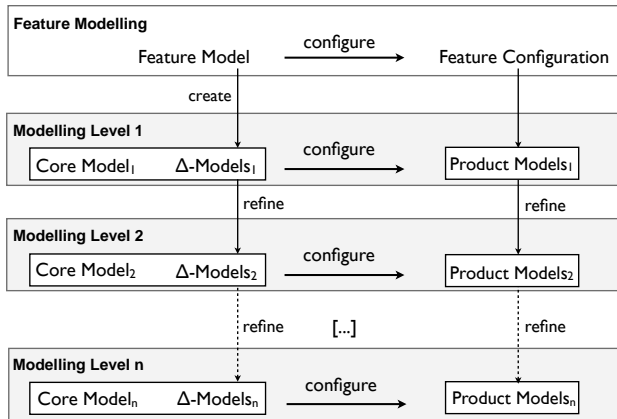 Feature Modelling
Feature Model configure Feature Configuration
create
Modelling Level 1
Core Model₁ Δ-Models₁ configure Product Models₁
refine refine
Modelling Level 2
Core Model₂ Δ-Models₂ configure Product Models₂
refine [...] refine
Modelling Level n
Core Modelₙ Δ-Modelsₙ configure Product Modelsₙ